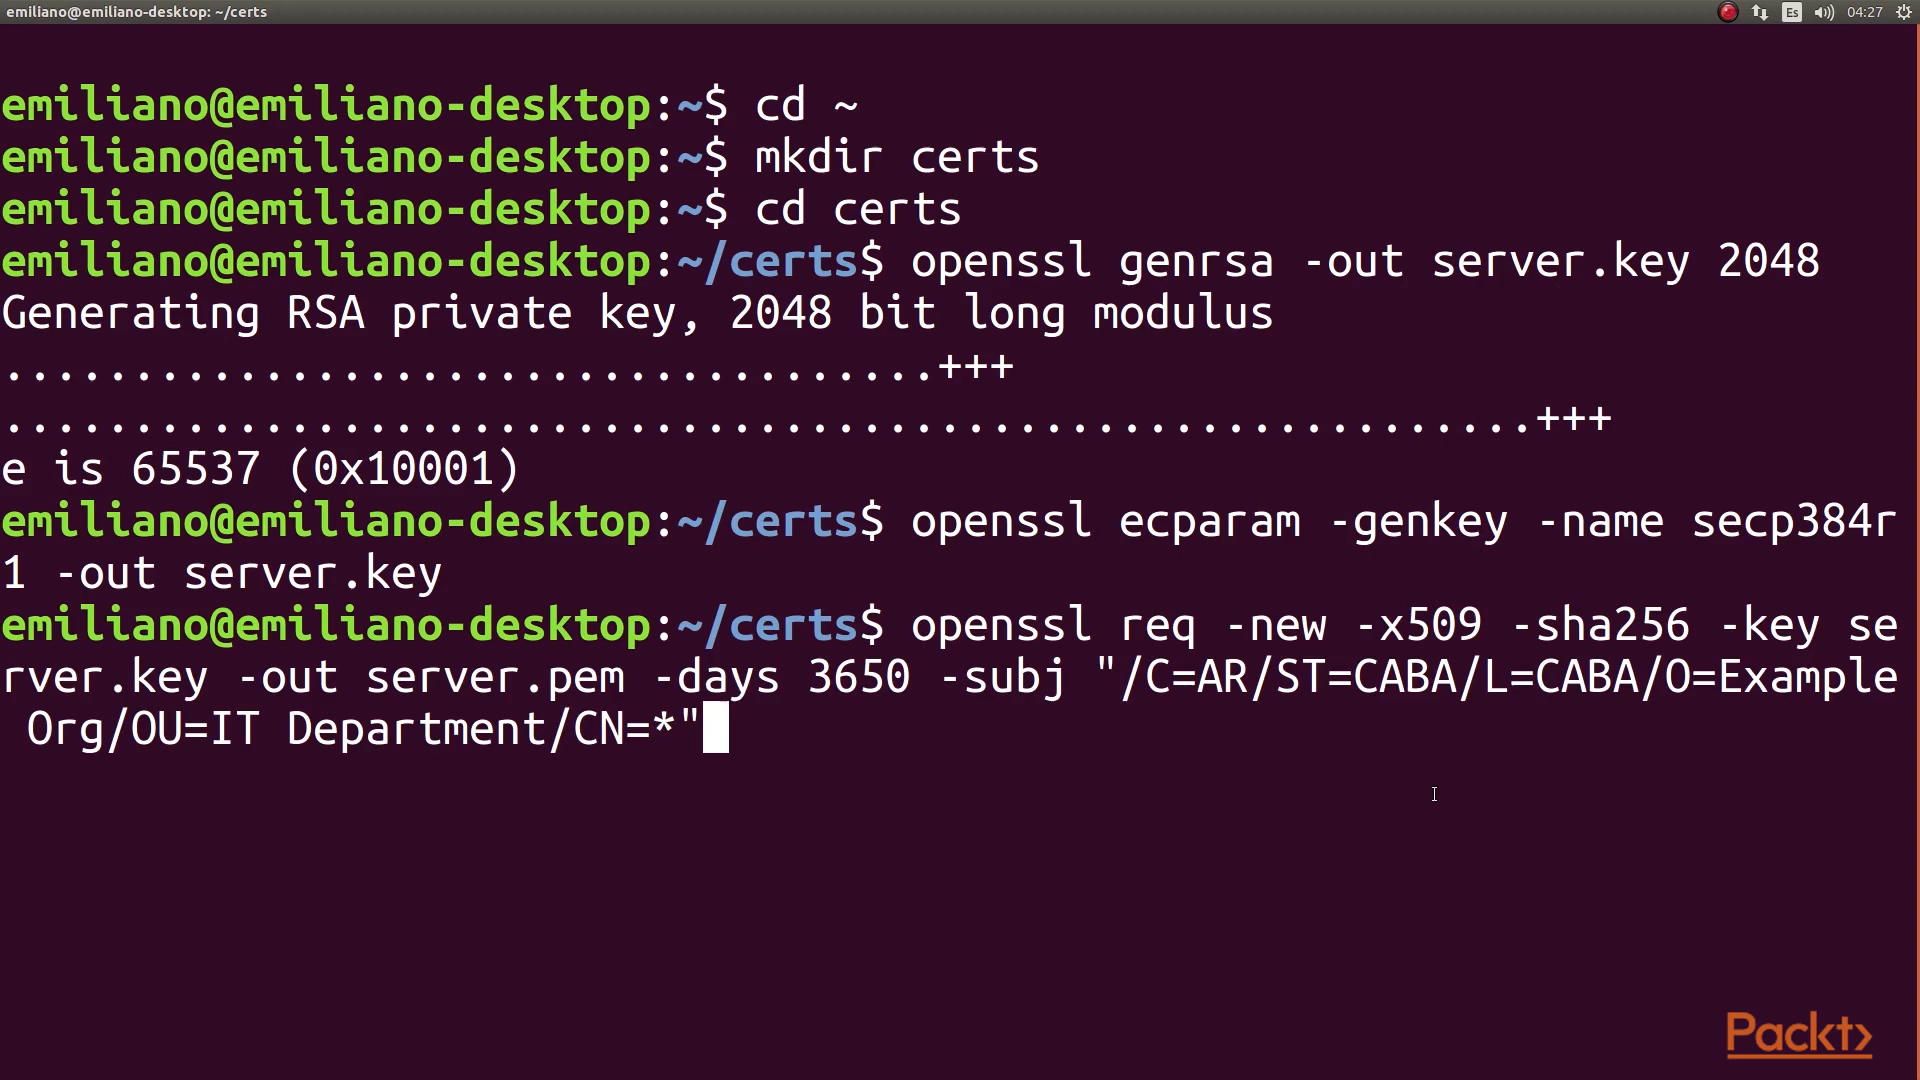 emiliano@emiliano-desktop: ~/certs
Es 04:27
emiliano@emiliano-desktop:~$ cd ~
emiliano@emiliano-desktop:~$ mkdir certs
emiliano@emiliano-desktop:~$ cd certs
emiliano@emiliano-desktop:~/certs$ openssl genrsa -out server.key 2048
Generating RSA private key, 2048 bit long modulus
....................................+++
...........................................................+++
e is 65537 (0x10001)
emiliano@emiliano-desktop:~/certs$ openssl ecparam -genkey -name secp384r
1 -out server.key
emiliano@emiliano-desktop:~/certs$ openssl req -new -x509 -sha256 -key se
rver.key -out server.pem -days 3650 -subj "/C=AR/ST=CABA/L=CABA/O=Example
 Org/OU=IT Department/CN=*"
Packt>